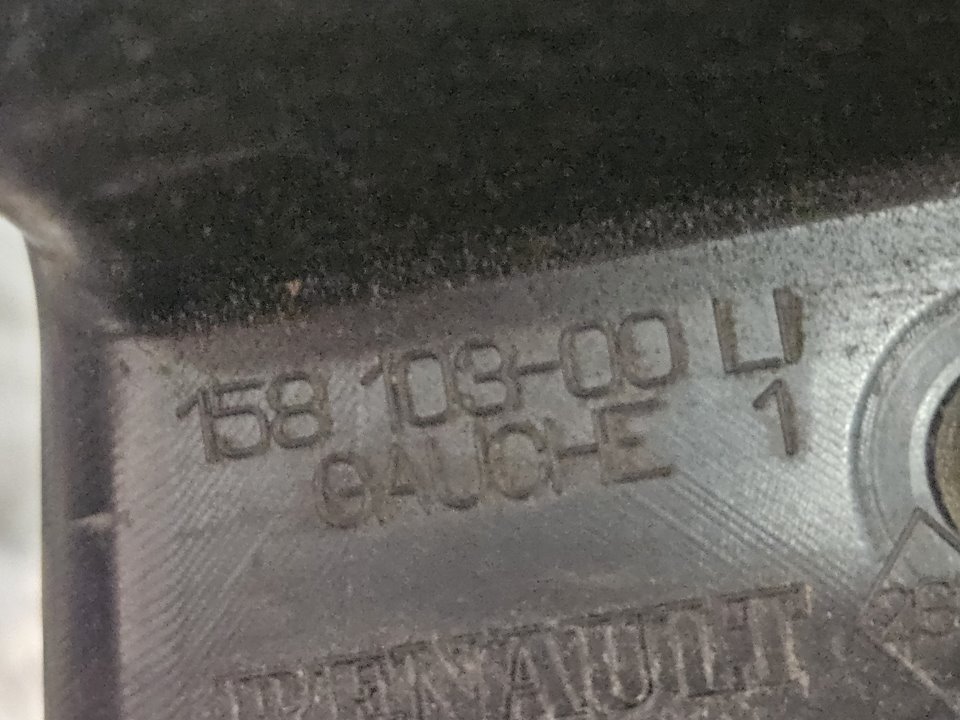 158 103-00 LI
GAUCHE 1
RENAULT